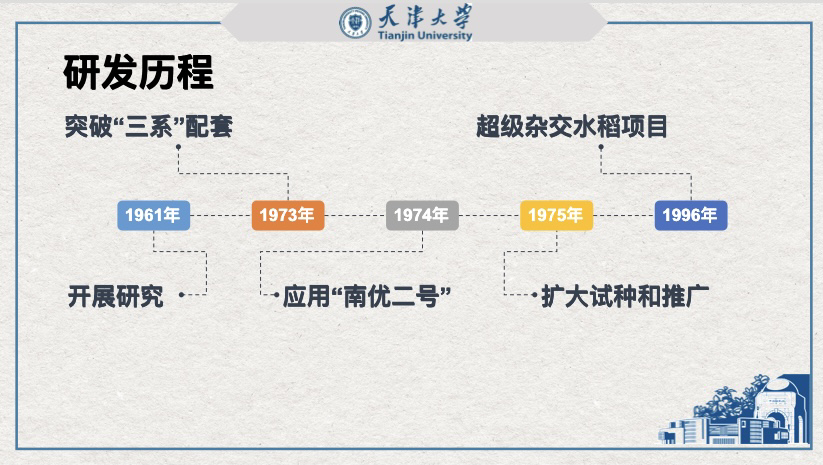 天津大学
Tianjin University
研发历程
突破“三系”配套
超级杂交水稻项目
1961年
1973年
1974年
1975年
1996年
开展研究
应用“南优二号”
扩大试种和推广